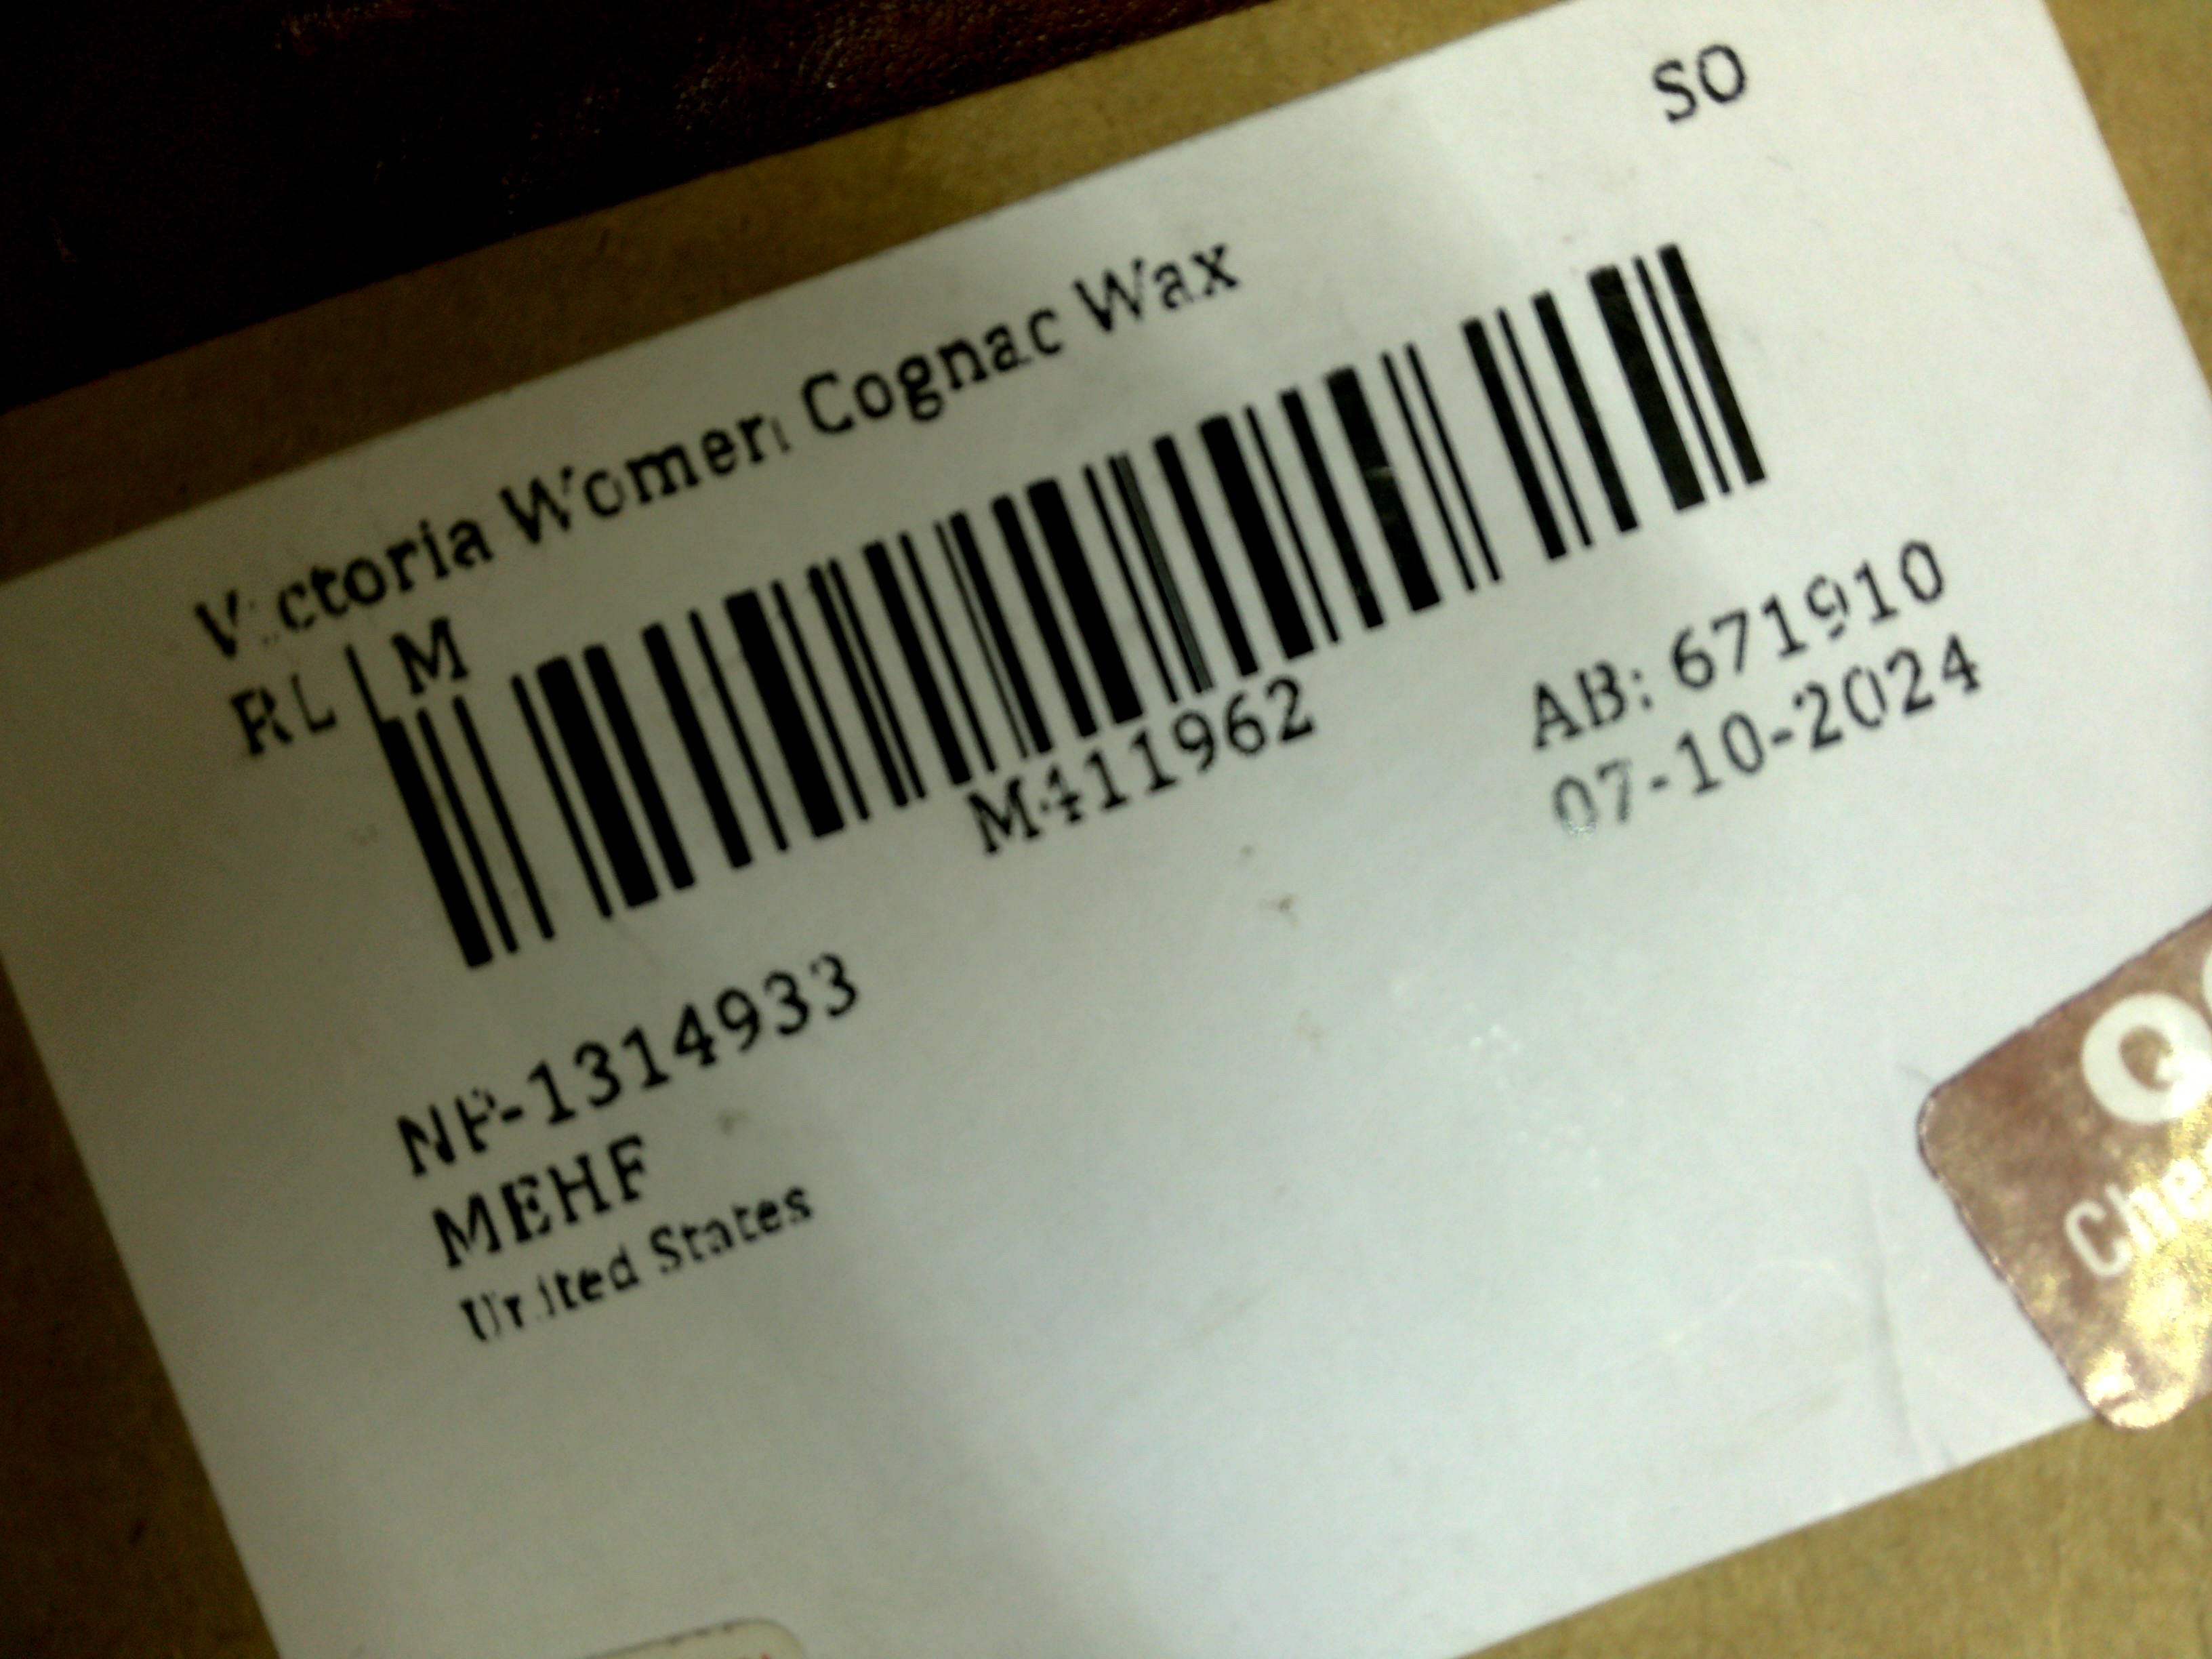 SO
Victoria Women Cognac Wax
RL | M
M411962
AB: 671910
07-10-2024
NP-1314933
MEHF
United States